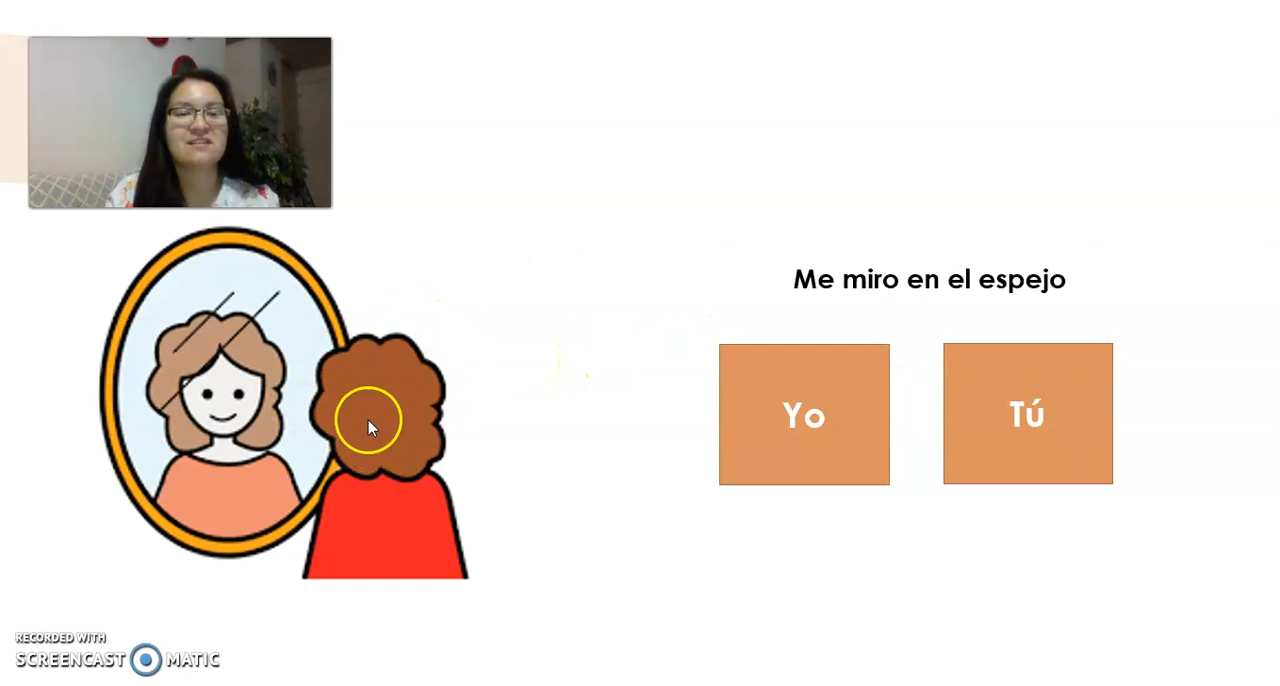 Me miro en el espejo
Yo
Tú
RECORDED WITH
SCREENCAST MATIC